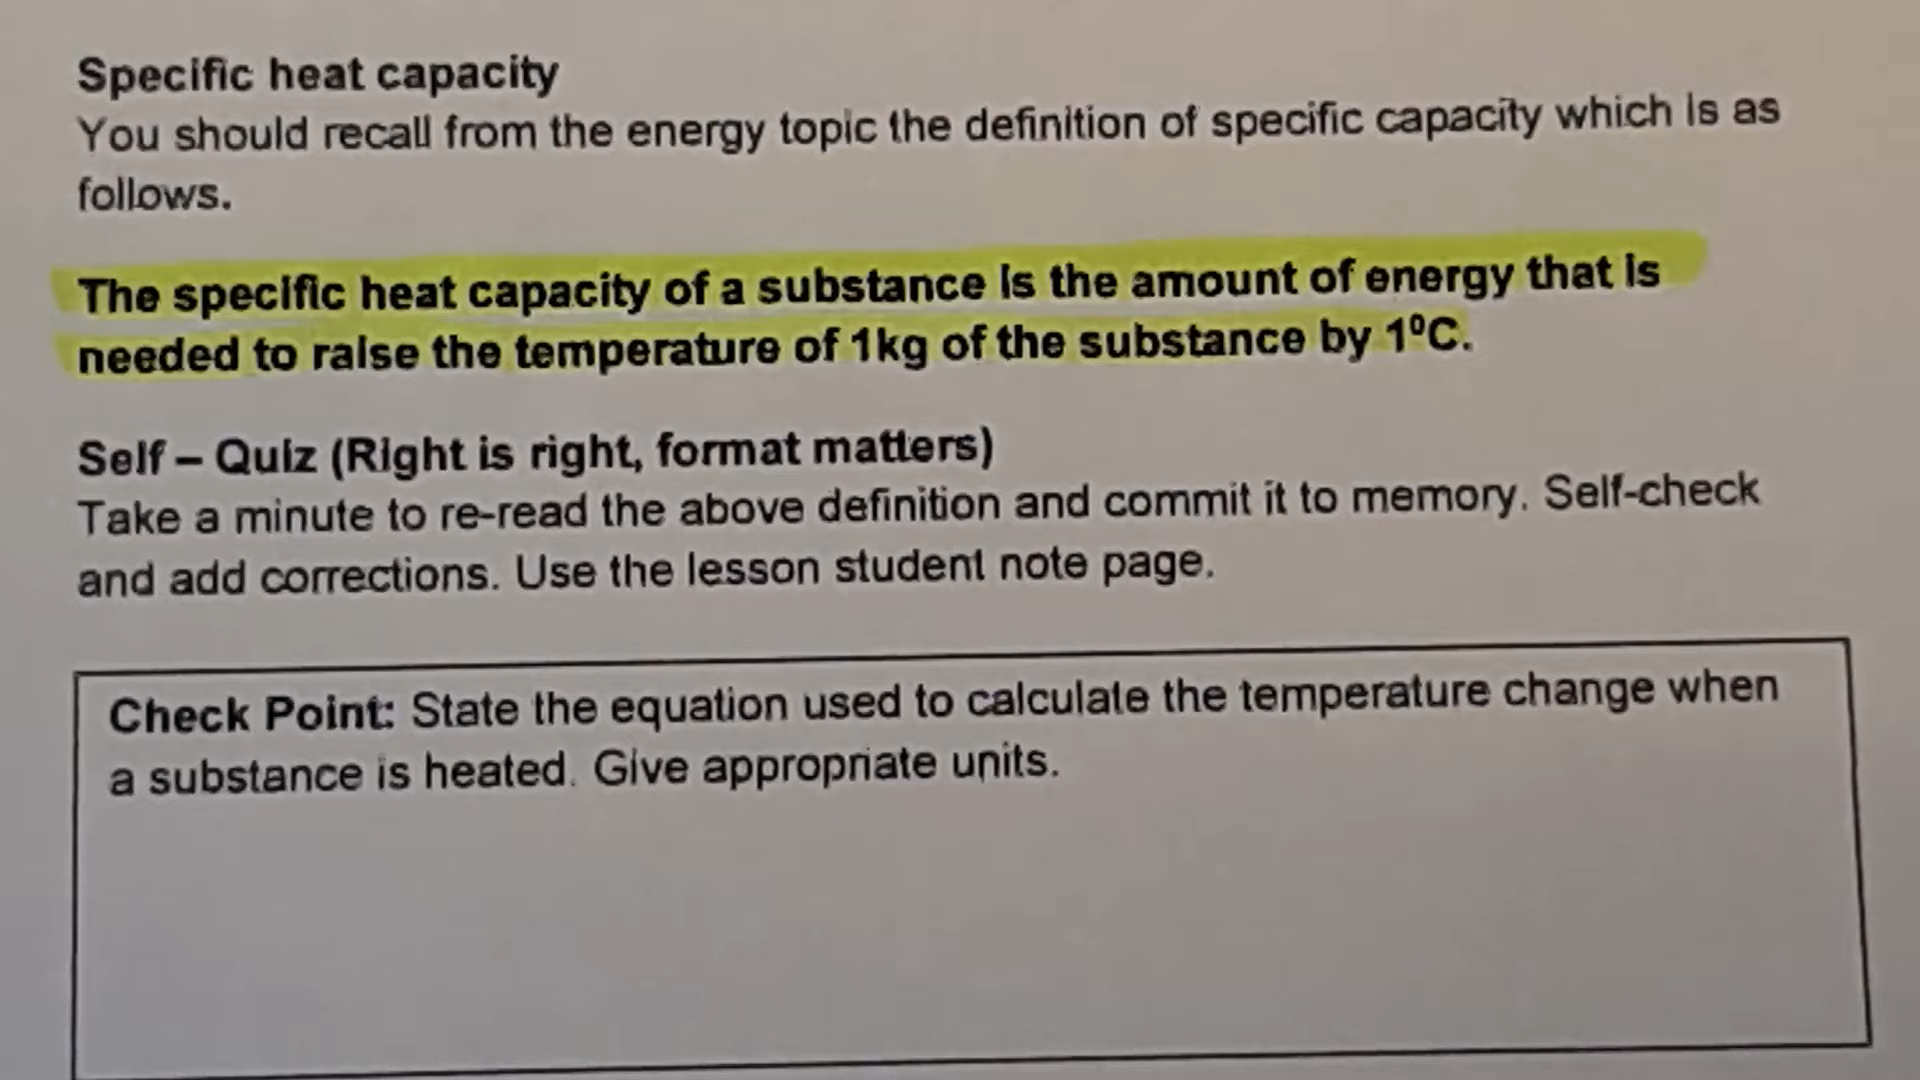 Specific heat capacity
You should recall from the energy topic the definition of specific capacity which is as
follows.
The specific heat capacity of a substance is the amount of energy that is
needed to raise the temperature of 1kg of the substance by 1⁰C.
Self – Quiz (Right is right, format matters)
Take a minute to re-read the above definition and commit it to memory. Self-check
and add corrections. Use the lesson student note page.
Check Point: State the equation used to calculate the temperature change when
a substance is heated. Give appropriate units.